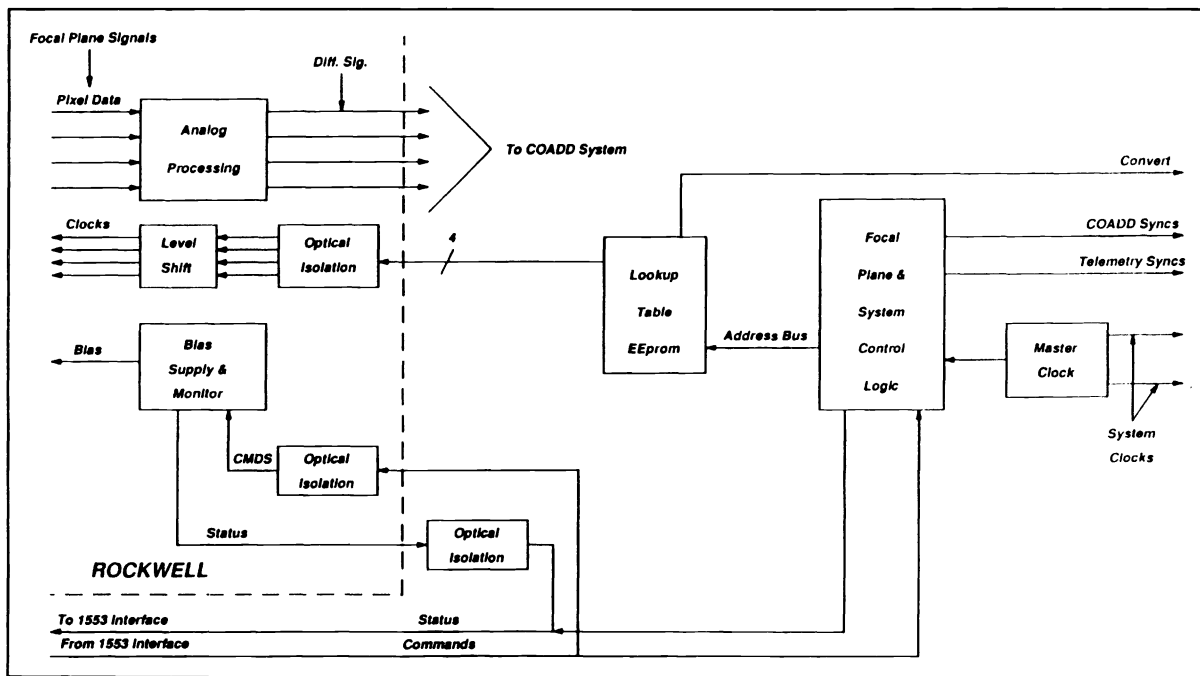 Focal Plane Signals
Diff. Sig.
Pixel Data
Analog
Processing
To COADD System
Convert
Clocks
Level
Shift
Optical
Isolation
4
Lookup
Table
EEprom
Focal
Plane &
System
Control
Logic
COADD Syncs
Telemetry Syncs
Address Bus
Master
Clock
System
Clocks
Bias
Bias
Supply &
Monitor
CMDS
Optical
Isolation
Status
Optical
Isolation
ROCKWELL
To 1553 Interface
Status
From 1553 Interface
Commands